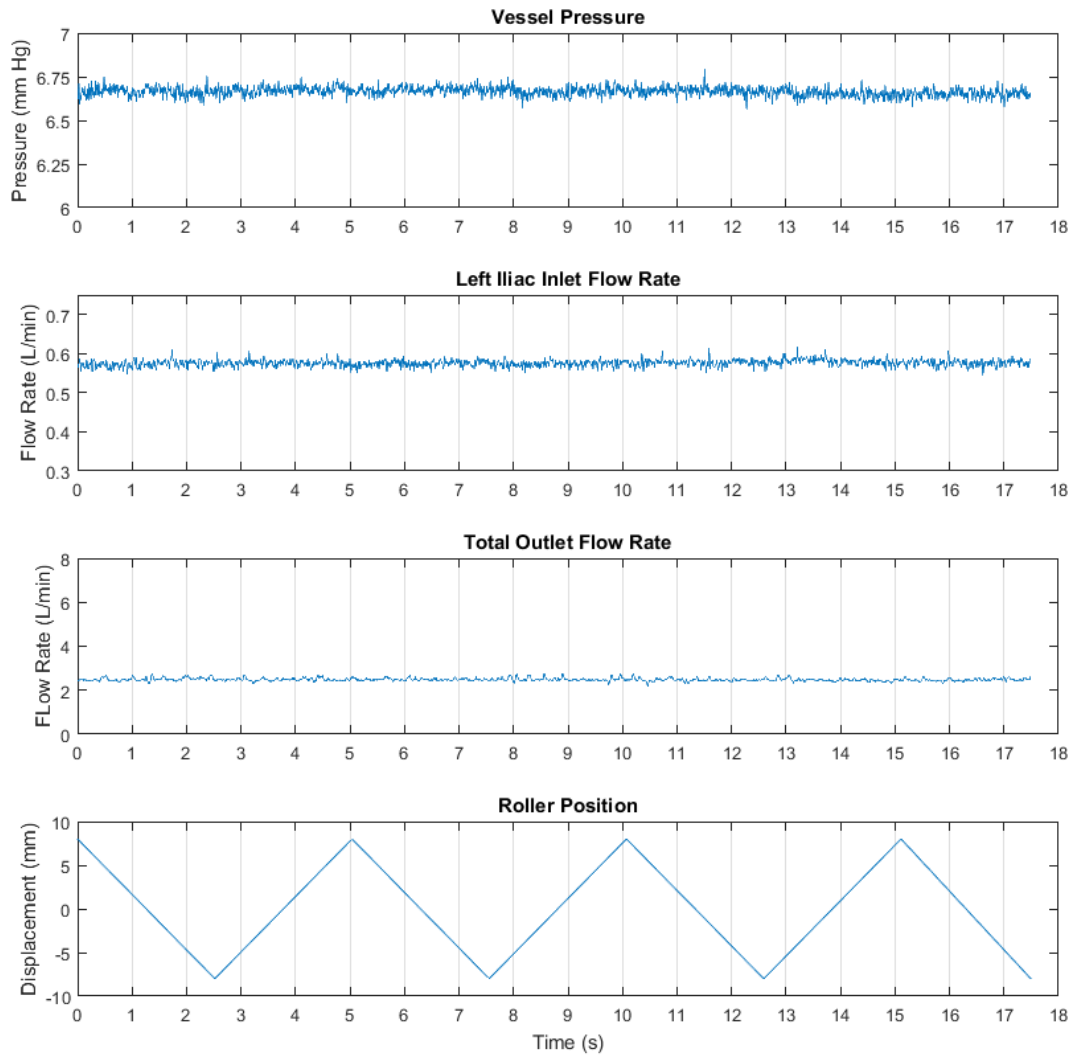 Vessel Pressure
Pressure (mm Hg)
7
6.75
6.5
6.25
6
0 1 2 3 4 5 6 7 8 9 10 11 12 13 14 15 16 17 18
Left Iliac Inlet Flow Rate
Flow Rate (L/min)
0.7
0.6
0.5
0.4
0.3
0 1 2 3 4 5 6 7 8 9 10 11 12 13 14 15 16 17 18
Total Outlet Flow Rate
FLow Rate (L/min)
8
6
4
2
0
0 1 2 3 4 5 6 7 8 9 10 11 12 13 14 15 16 17 18
Roller Position
Displacement (mm)
10
5
0
-5
-10
0 1 2 3 4 5 6 7 8 9 10 11 12 13 14 15 16 17 18
Time (s)